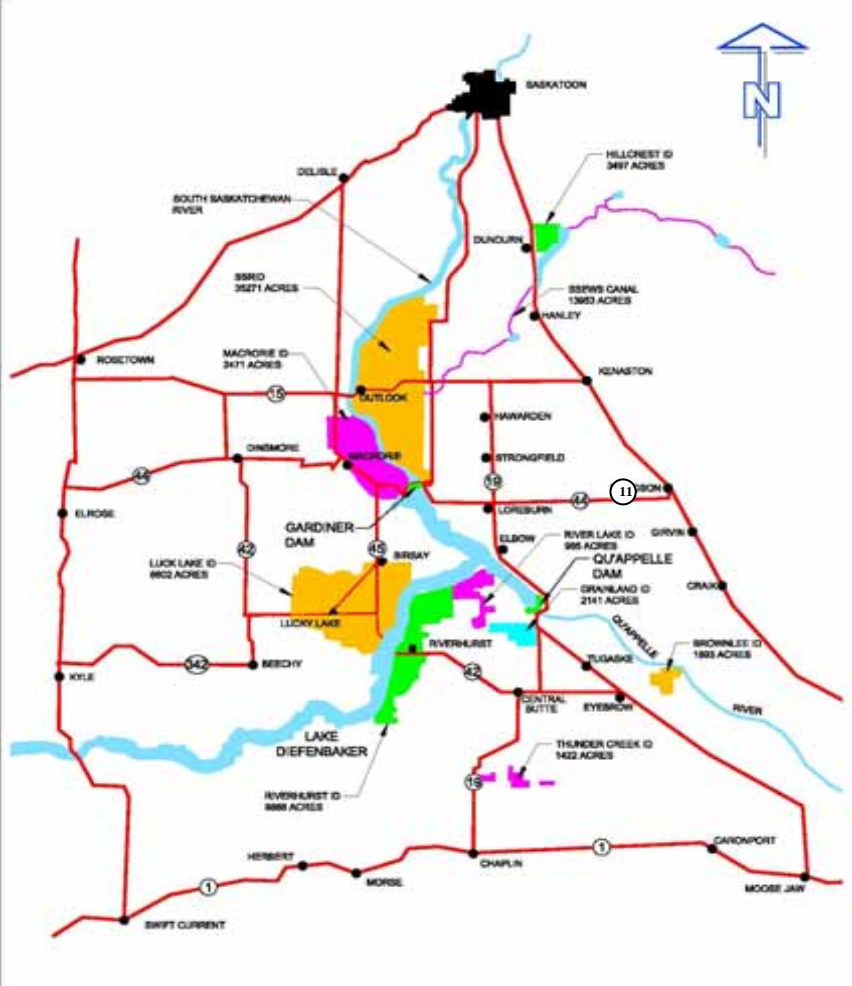 SASKATOON
N
HILLCREST ID
3497 ACRES
DELISLE
SOUTH SASKATCHEWAN
RIVER
DUNDURN
SSRID
35271 ACRES
SSEWS CANAL
13953 ACRES
HANLEY
MACRORIE ID
ROSETOWN
KENASTON
15
OUTLOOK
HAWARDEN
DINSMORE
MACRORIE
STRONGFIELD
44
19
11
44
LOREBURN
ELROSE
GARDINER
DAM
GIRVIN
ELBOW
RIVER LAKE ID
ACRES
42
45
BIRSAY
QU'APPELLE
DAM
LUCK LAKE ID
ACRES
CRAIK
GRAINLAND ID
2141 ACRES
LUCKY LAKE
QU'APPELLE
RIVERHURST
BROWNLEE ID
1893 ACRES
342
BEECHY
42
TUGASKE
KYLE
CENTRAL
BUTTE
EYEBROW
RIVER
LAKE
DIEFENBAKER
THUNDER CREEK ID
1422 ACRES
RIVERHURST ID
ACRES
19
HERBERT
CHAPLIN
1
CARONPORT
MORSE
1
MOOSE JAW
SWIFT CURRENT